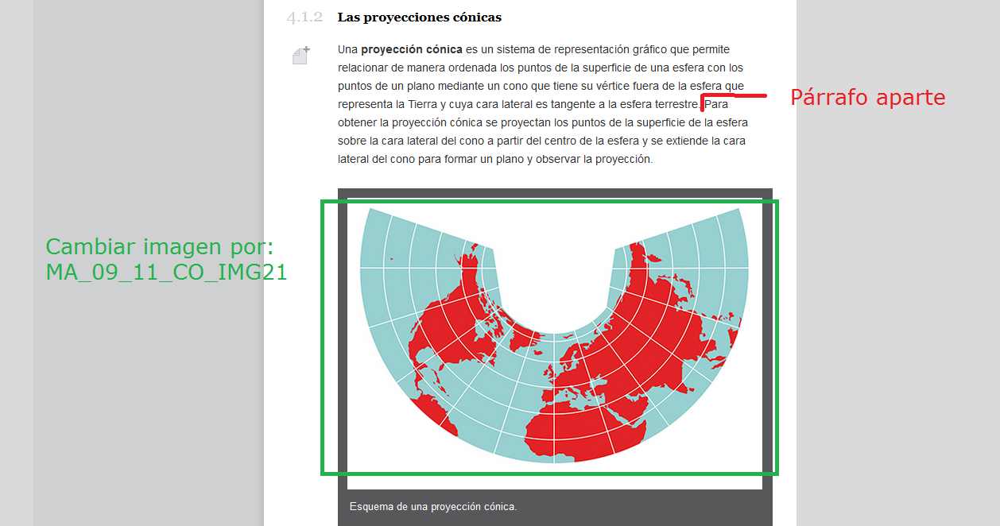 4.1.2 Las proyecciones cónicas
Una proyección cónica es un sistema de representación gráfico que permite
relacionar de manera ordenada los puntos de la superficie de una esfera con los
puntos de un plano mediante un cono que tiene su vértice fuera de la esfera que
representa la Tierra y cuya cara lateral es tangente a la esfera terrestre. Para
obtener la proyección cónica se proyectan los puntos de la superficie de la esfera
sobre la cara lateral del cono a partir del centro de la esfera y se extiende la cara
lateral del cono para formar un plano y observar la proyección.
Párrafo aparte
Cambiar imagen por:
MA_09_11_CO_IMG21
Esquema de una proyección cónica.